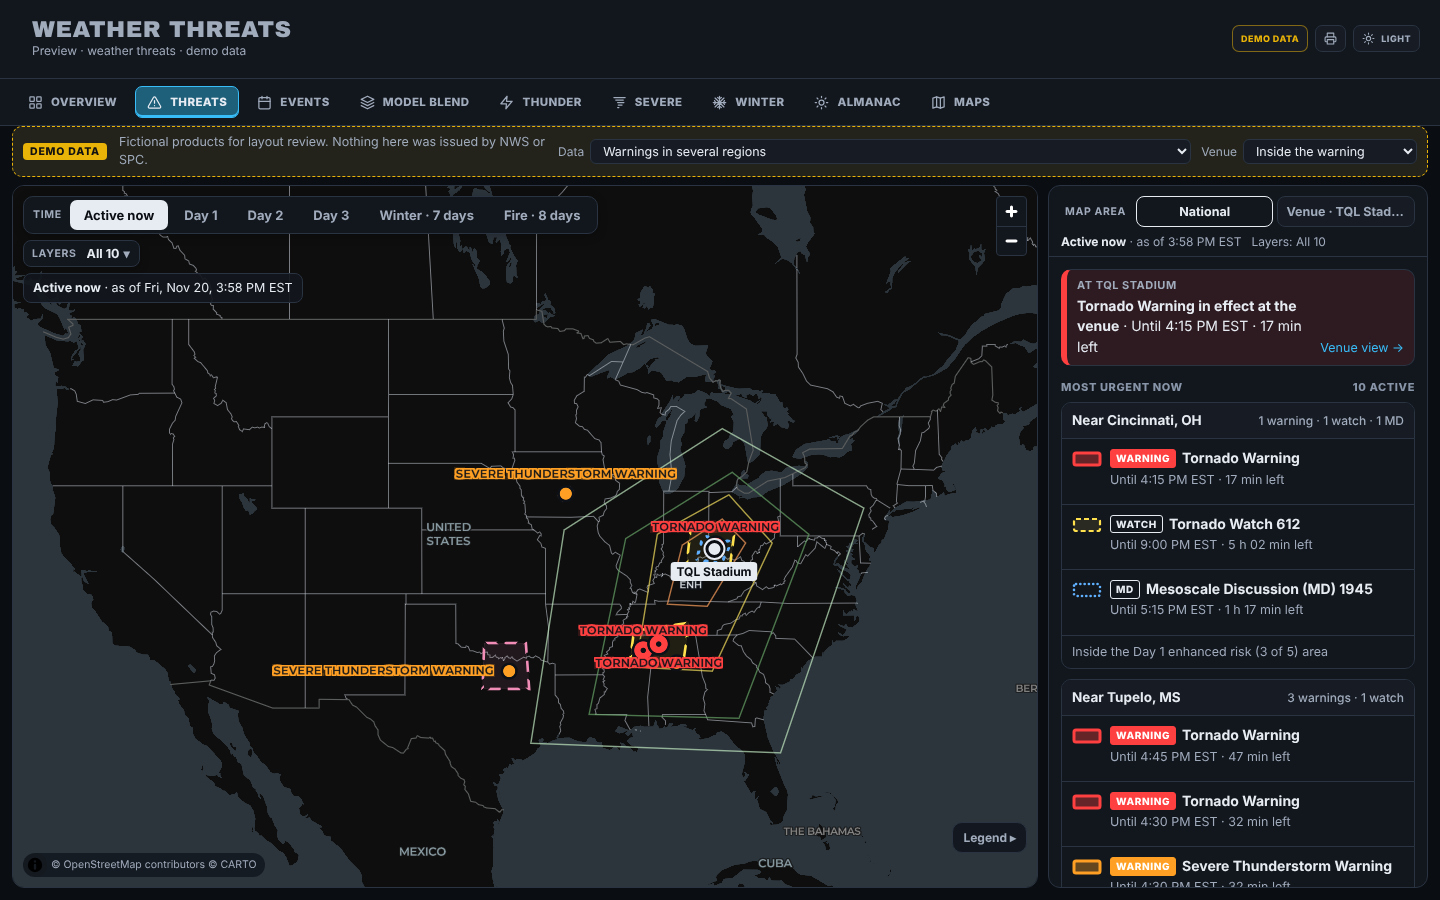 WEATHER THREATS
Preview · weather threats · demo data
DEMO DATA
LIGHT
OVERVIEW
THREATS
EVENTS
MODEL BLEND
THUNDER
SEVERE
WINTER
ALMANAC
MAPS
DEMO DATA
Fictional products for layout review. Nothing here was issued by NWS or
SPC.
Data
Warnings in several regions
Venue
Inside the warning
TIME
Active now
Day 1
Day 2
Day 3
Winter · 7 days
Fire · 8 days
LAYERS
All 10 ▾
Active now · as of Fri, Nov 20, 3:58 PM EST
+
−
SEVERE THUNDERSTORM WARNING
UNITED
STATES
TORNADO WARNING
TQL Stadium
ENH
TORNADO WARNING
TORNADO WARNING
SEVERE THUNDERSTORM WARNING
BER
THE BAHAMAS
MEXICO
CUBA
Legend ▸
© OpenStreetMap contributors © CARTO
MAP AREA
National
Venue · TQL Stad…
Active now · as of 3:58 PM EST
Layers: All 10
AT TQL STADIUM
Tornado Warning in effect at the
venue · Until 4:15 PM EST · 17 min
left
Venue view →
MOST URGENT NOW
10 ACTIVE
Near Cincinnati, OH
1 warning · 1 watch · 1 MD
WARNING Tornado Warning
Until 4:15 PM EST · 17 min left
WATCH Tornado Watch 612
Until 9:00 PM EST · 5 h 02 min left
MD Mesoscale Discussion (MD) 1945
Until 5:15 PM EST · 1 h 17 min left
Inside the Day 1 enhanced risk (3 of 5) area
Near Tupelo, MS
3 warnings · 1 watch
WARNING Tornado Warning
Until 4:45 PM EST · 47 min left
WARNING Tornado Warning
Until 4:30 PM EST · 32 min left
WARNING Severe Thunderstorm Warning
Until 4:30 PM EST · 32 min left